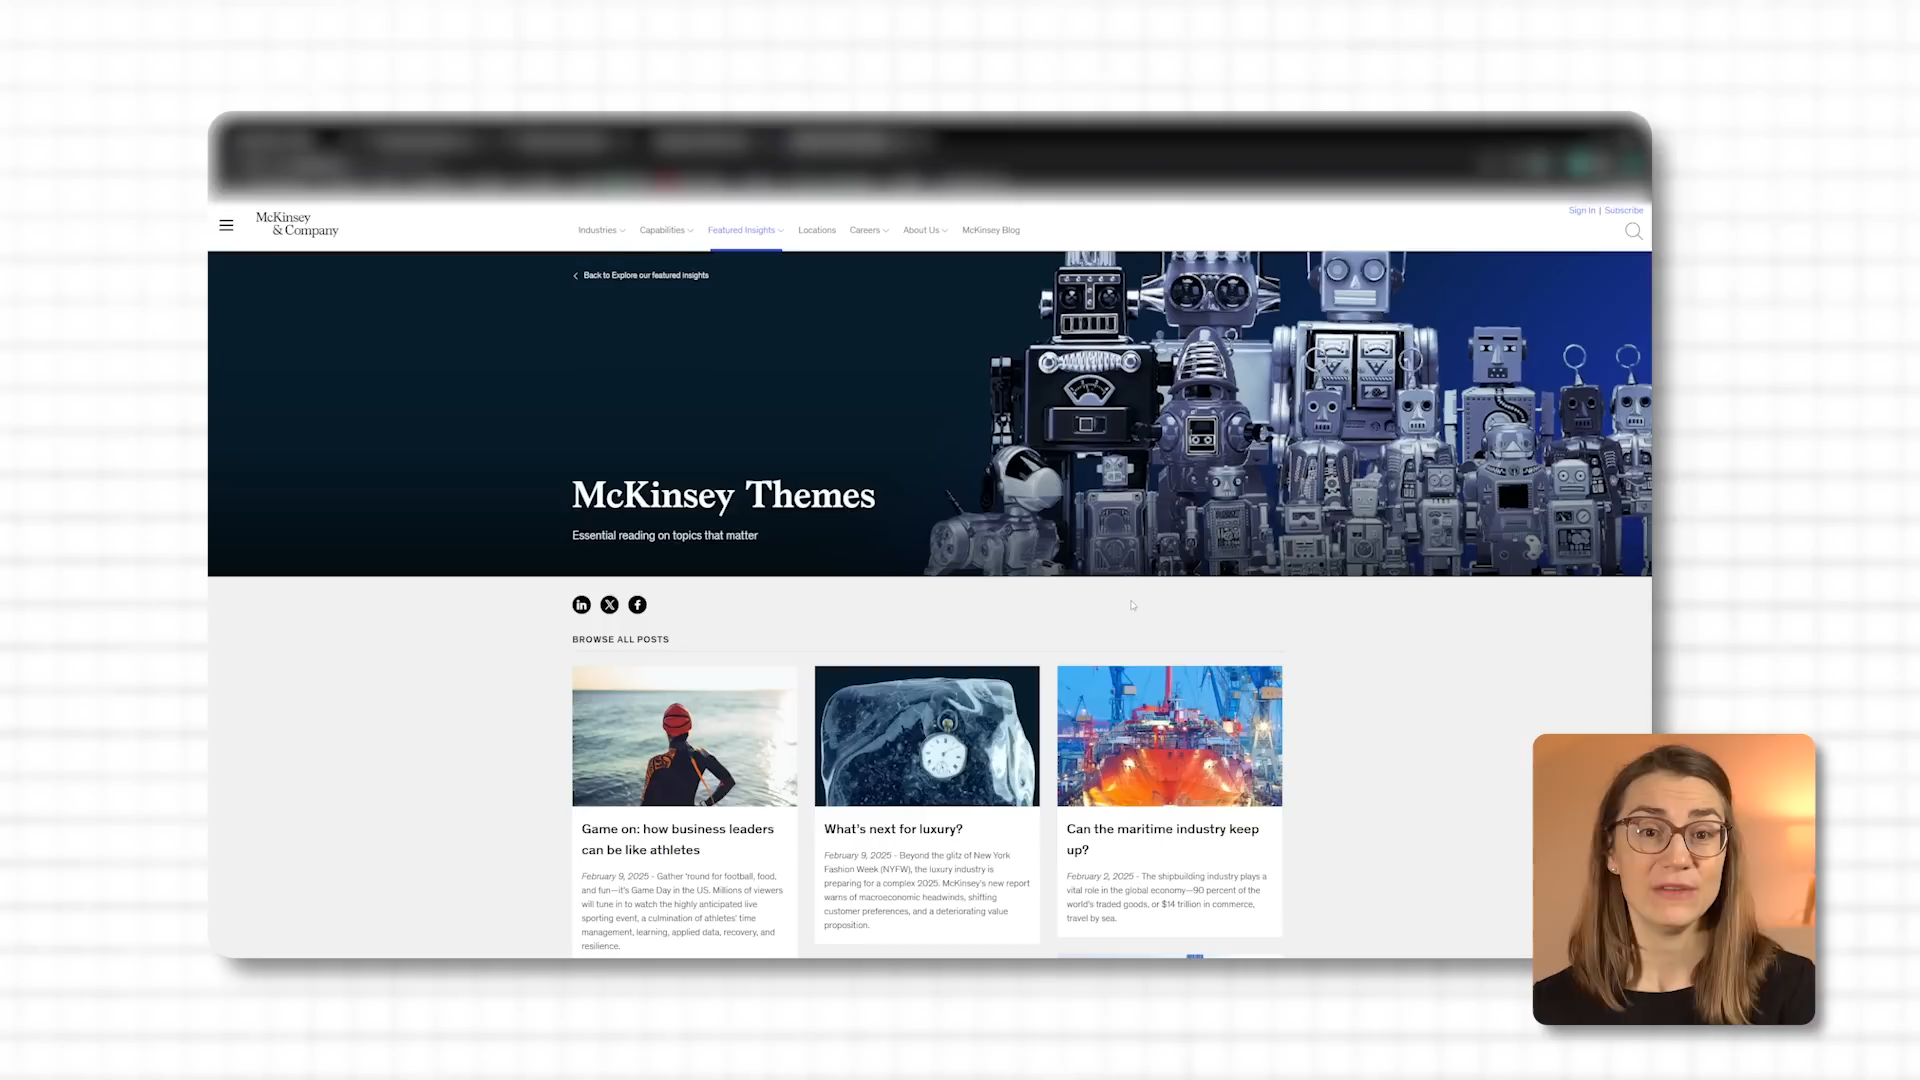 Sign In | Subscribe
McKinsey
& Company
Industries
Capabilities
Featured Insights
Locations
Careers
About Us
McKinsey Blog
Back to Explore our featured insights
McKinsey Themes
Essential reading on topics that matter
BROWSE ALL POSTS
Game on: how business leaders
can be like athletes
February 9, 2025 - Gather 'round for football, food,
and fun—it's Game Day in the US. Millions of viewers
will tune in to watch the highly anticipated live
sporting event, a culmination of athletes' time
management, learning, applied data, recovery, and
resilience.
What's next for luxury?
February 9, 2025 - Beyond the glitz of New York
Fashion Week (NYFW), the luxury industry is
preparing for a complex 2025. McKinsey's new report
warns of macroeconomic headwinds, shifting
customer preferences, and a deteriorating value
proposition.
Can the maritime industry keep
up?
February 2, 2025 - The shipbuilding industry plays a
vital role in the global economy—90 percent of the
world's traded goods, or $14 trillion in commerce,
travel by sea.